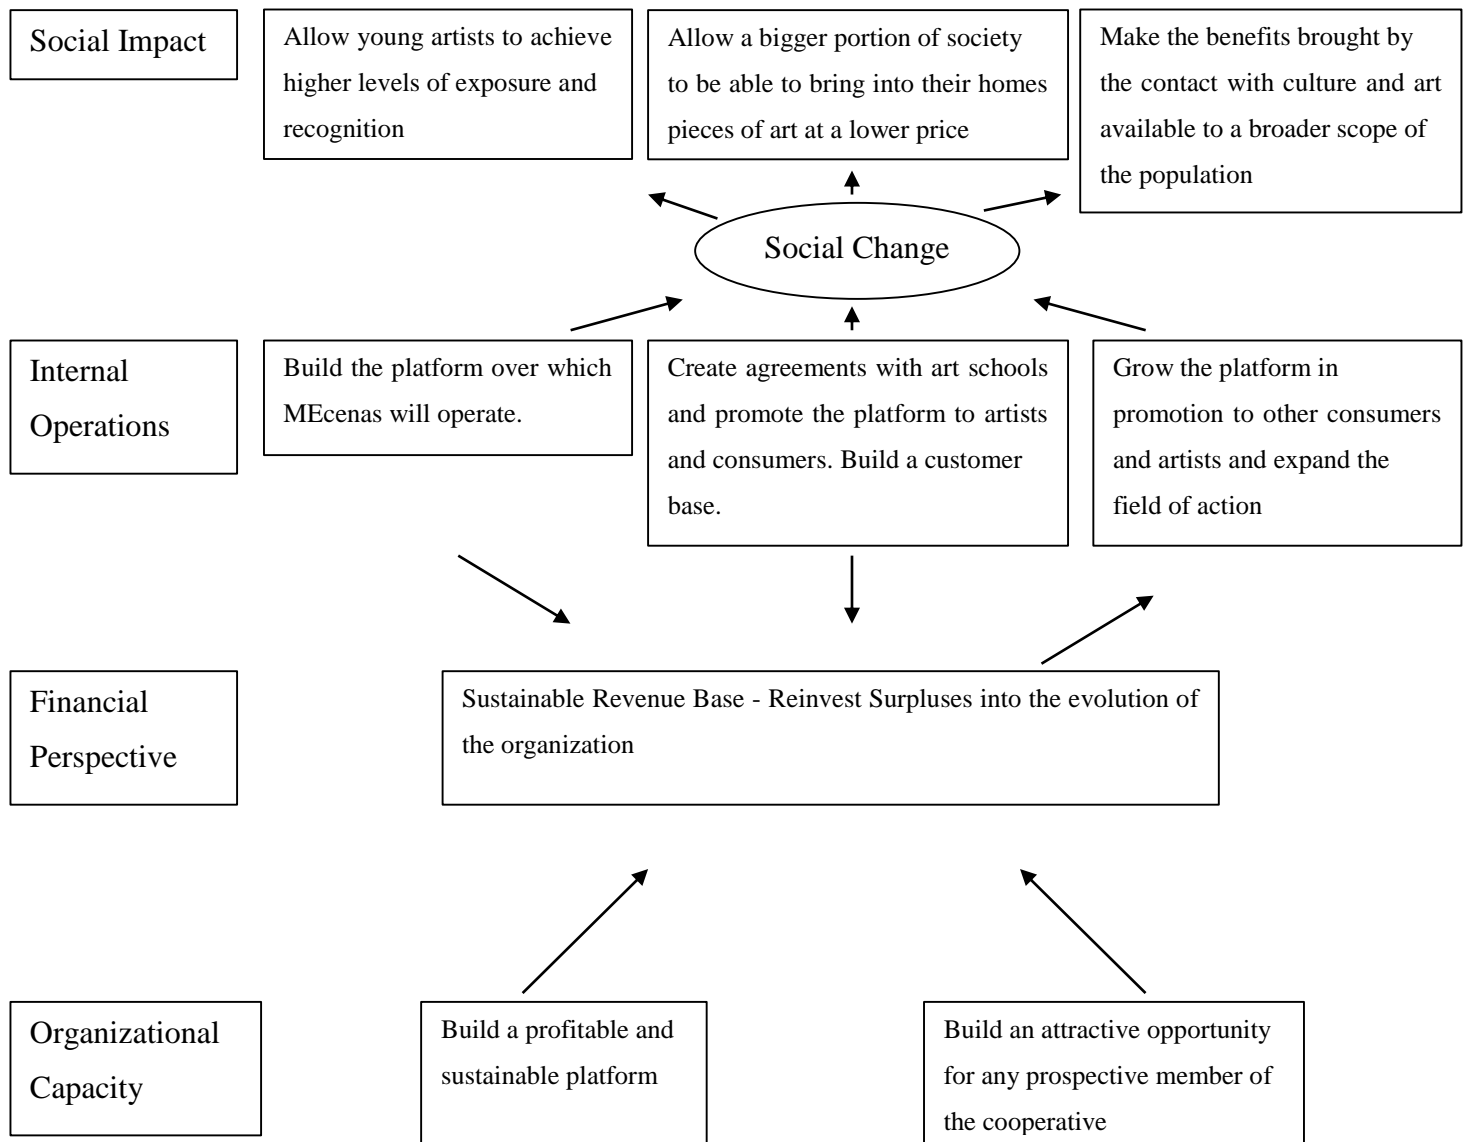 Social Impact
Allow young artists to achieve
higher levels of exposure and
recognition
Allow a bigger portion of society
to be able to bring into their homes
pieces of art at a lower price
Make the benefits brought by
the contact with culture and art
available to a broader scope of
the population
Social Change
Internal
Operations
Build the platform over which
MEcenas will operate.
Create agreements with art schools
and promote the platform to artists
and consumers. Build a customer
base.
Grow the platform in
promotion to other consumers
and artists and expand the
field of action
Financial
Perspective
Sustainable Revenue Base - Reinvest Surpluses into the evolution of
the organization
Organizational
Capacity
Build a profitable and
sustainable platform
Build an attractive opportunity
for any prospective member of
the cooperative